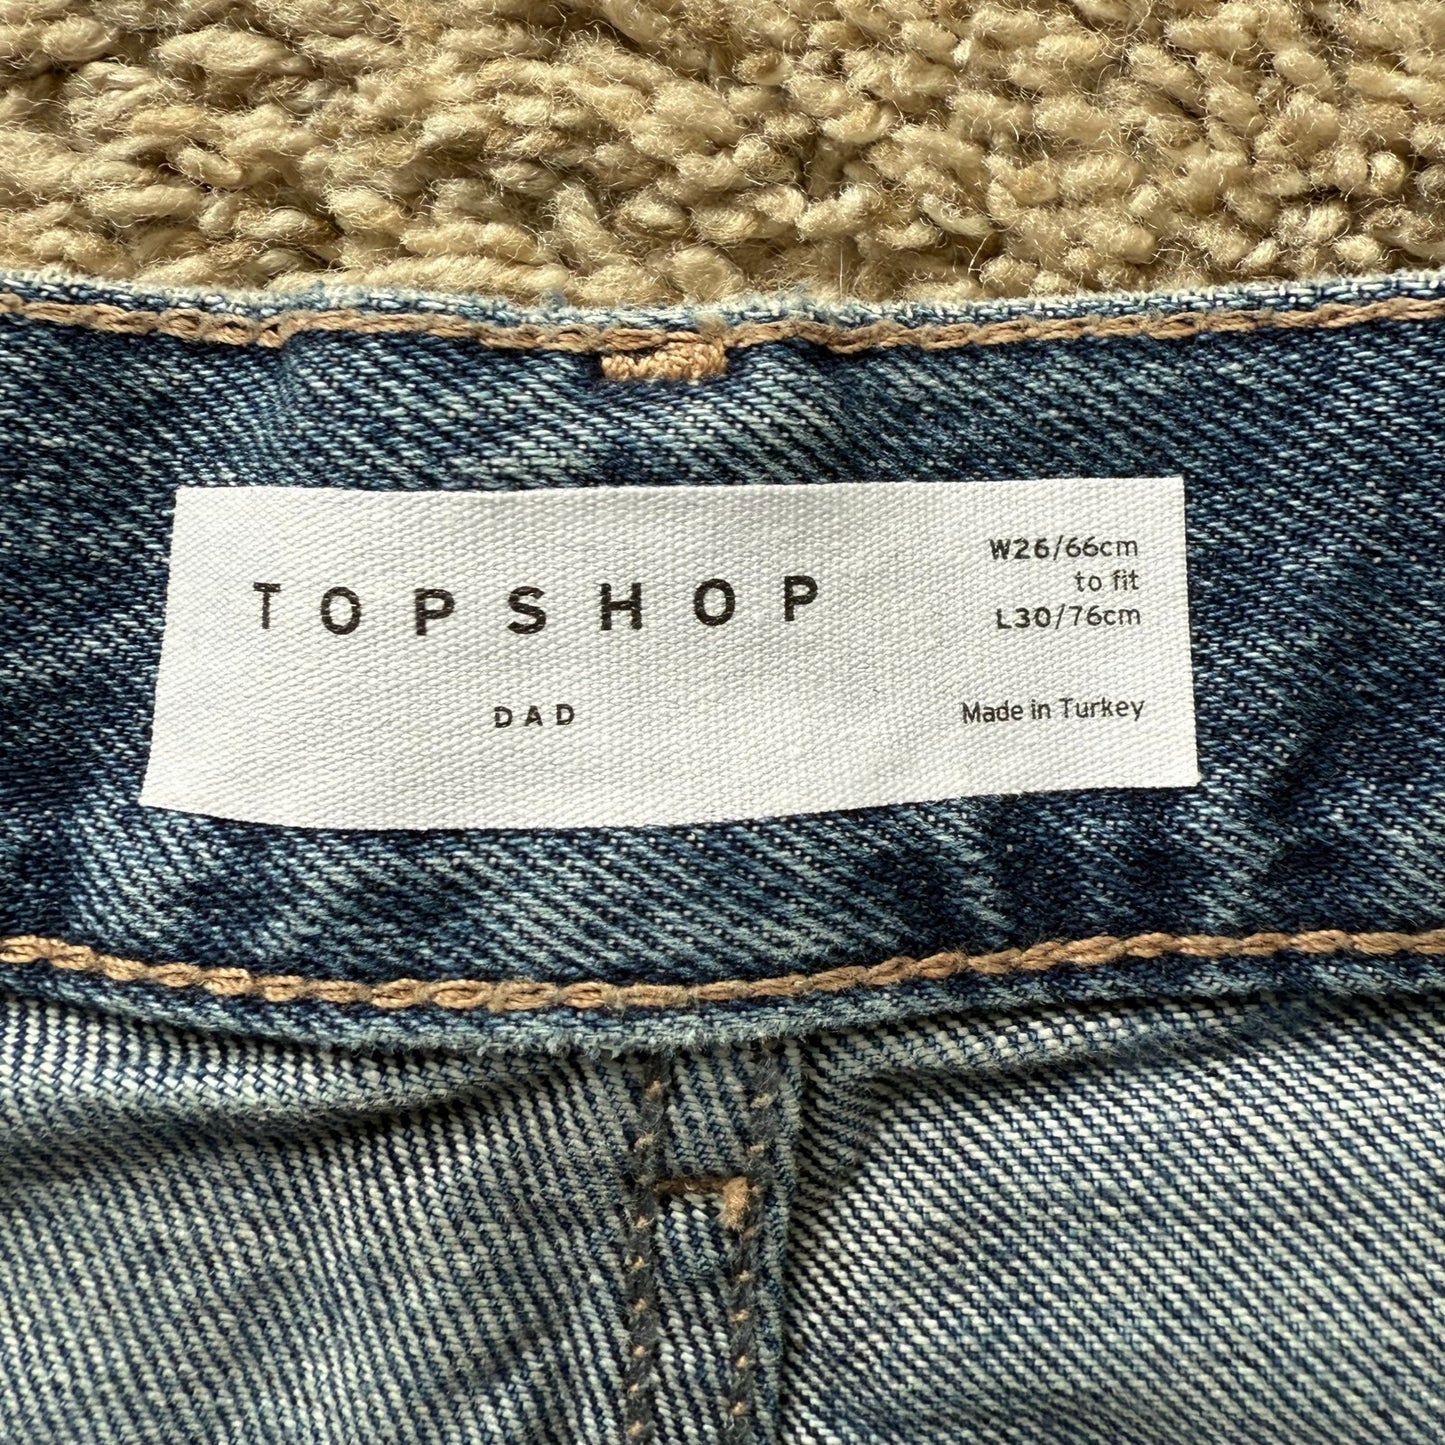 TOPSHOP
DAD
W26/66cm
to fit
L30/76cm
Made in Turkey